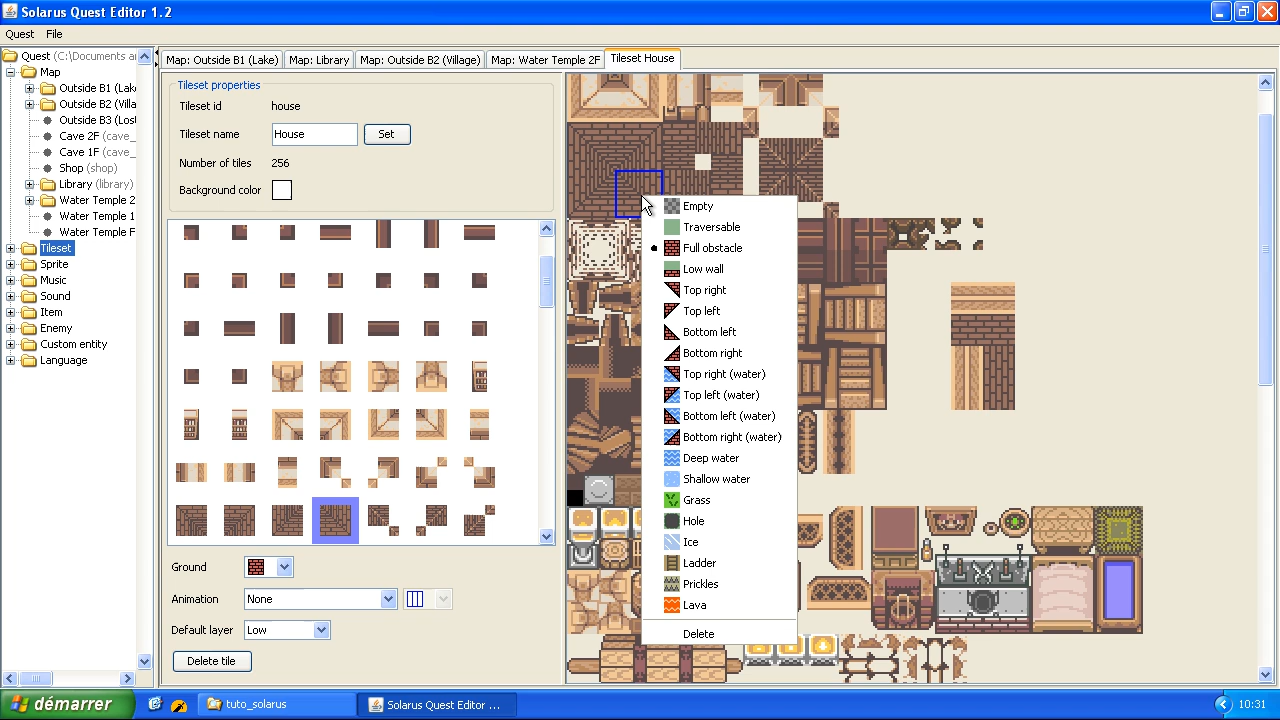 Solarus Quest Editor 1.2
Quest File
Quest (C:\Documents ai
Map
Outside B1 (Lak
Outside B2 (Villa
Outside B3 (Lost
Cave 2F (cave_
Cave 1F (cave_
(shop_
Library (library)
Water Temple 2
Water Temple 1
Water Temple F
Tileset
Sprite
Music
Sound
Item
Enemy
Custom entity
Language
Map: Outside B1 (Lake) Map: Library Map: Outside B2 (Village) Map: Water Temple 2F Tileset House
Tileset properties
Tileset id house
Tileset name House Set
Number of tiles 256
Background color
Ground
Animation None
Default layer Low
Delete tile
Empty
Traversable
Full obstacle
Low wall
Top right
Top left
Bottom left
Bottom right
Top right (water)
Top left (water)
Bottom left (water)
Bottom right (water)
Deep water
Shallow water
Grass
Hole
Ice
Ladder
Prickles
Lava
Delete
démarrer tuto_solarus Solarus Quest Editor ... 10:31